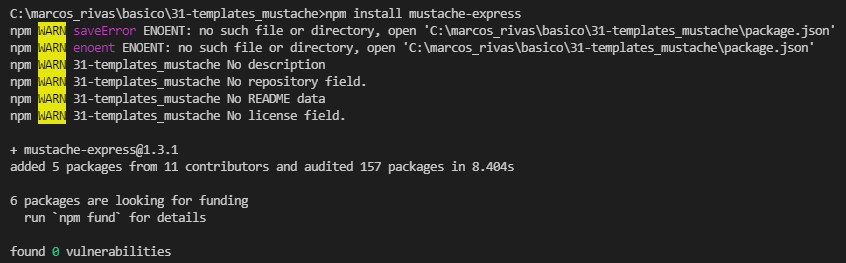 C:\marcos_rivas\basico\31-templates_mustache>npm install mustache-express
npm WARN saveError ENOENT: no such file or directory, open 'C:\marcos_rivas\basico\31-templates_mustache\package.json'
npm WARN enoent ENOENT: no such file or directory, open 'C:\marcos_rivas\basico\31-templates_mustache\package.json'
npm WARN 31-templates_mustache No description
npm WARN 31-templates_mustache No repository field.
npm WARN 31-templates_mustache No README data
npm WARN 31-templates_mustache No license field.
+ mustache-express@1.3.1
added 5 packages from 11 contributors and audited 157 packages in 8.404s
6 packages are looking for funding
run `npm fund` for details
found 0 vulnerabilities